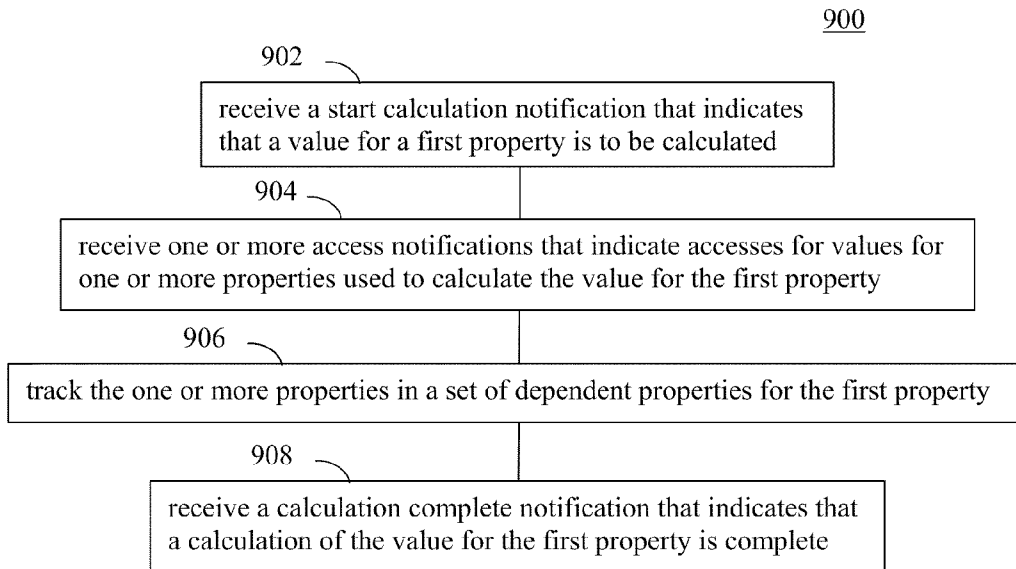 900
902
receive a start calculation notification that indicates
that a value for a first property is to be calculated
904
receive one or more access notifications that indicate accesses for values for
one or more properties used to calculate the value for the first property
906
track the one or more properties in a set of dependent properties for the first property
908
receive a calculation complete notification that indicates that
a calculation of the value for the first property is complete